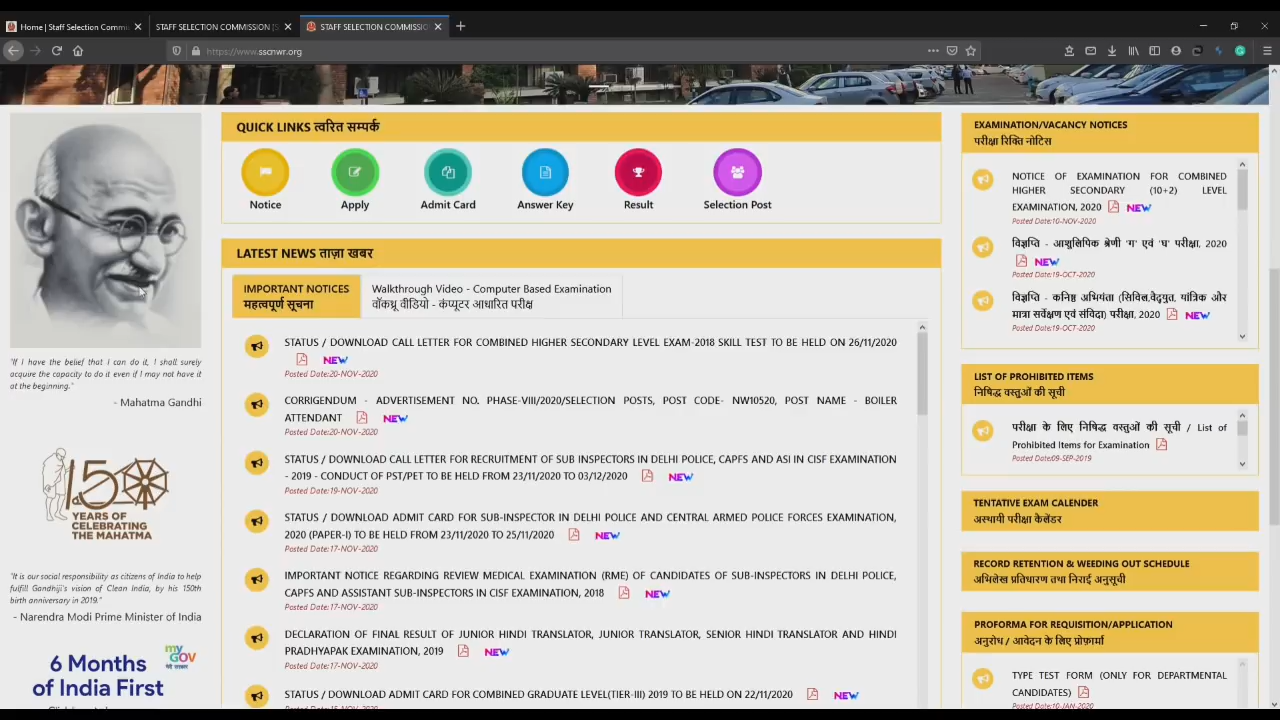 Home | Staff Selection Commi
STAFF SELECTION COMMISSION [S
STAFF SELECTION COMMISSIO
https://www.sscnwr.org
QUICK LINKS त्वरित सम्पर्क
Notice
Apply
Admit Card
Answer Key
Result
Selection Post
LATEST NEWS ताज़ा खबर
IMPORTANT NOTICES
महत्वपूर्ण सूचना
Walkthrough Video - Computer Based Examination
वॉकथ्रू वीडियो - कंप्यूटर आधारित परीक्ष
STATUS / DOWNLOAD CALL LETTER FOR COMBINED HIGHER SECONDARY LEVEL EXAM-2018 SKILL TEST TO BE HELD ON 26/11/2020
NEW
Posted Date:20-NOV-2020
CORRIGENDUM - ADVERTISEMENT NO. PHASE-VIII/2020/SELECTION POSTS, POST CODE- NW10520, POST NAME - BOILER
ATTENDANT NEW
Posted Date:20-NOV-2020
STATUS / DOWNLOAD CALL LETTER FOR RECRUITMENT OF SUB INSPECTORS IN DELHI POLICE, CAPFS AND ASI IN CISF EXAMINATION
- 2019 - CONDUCT OF PST/PET TO BE HELD FROM 23/11/2020 TO 03/12/2020 NEW
Posted Date:19-NOV-2020
STATUS / DOWNLOAD ADMIT CARD FOR SUB-INSPECTOR IN DELHI POLICE AND CENTRAL ARMED POLICE FORCES EXAMINATION,
2020 (PAPER-I) TO BE HELD FROM 23/11/2020 TO 25/11/2020 NEW
Posted Date:17-NOV-2020
IMPORTANT NOTICE REGARDING REVIEW MEDICAL EXAMINATION (RME) OF CANDIDATES OF SUB-INSPECTORS IN DELHI POLICE,
CAPFS AND ASSISTANT SUB-INSPECTORS IN CISF EXAMINATION, 2018 NEW
Posted Date:17-NOV-2020
DECLARATION OF FINAL RESULT OF JUNIOR HINDI TRANSLATOR, JUNIOR TRANSLATOR, SENIOR HINDI TRANSLATOR AND HINDI
PRADHYAPAK EXAMINATION, 2019 NEW
Posted Date:17-NOV-2020
STATUS / DOWNLOAD ADMIT CARD FOR COMBINED GRADUATE LEVEL(TIER-III) 2019 TO BE HELD ON 22/11/2020 NEW
"If I have the belief that I can do it, I shall surely
acquire the capacity to do it even if I may not have it
at the beginning."
- Mahatma Gandhi
150
YEARS OF
CELEBRATING
THE MAHATMA
"It is our social responsibility as citizens of India to help
fulfill Gandhiji's vision of Clean India, by his 150th
birth anniversary in 2019."
- Narendra Modi Prime Minister of India
my
GOV
मेरी सरकार
6 Months
of India First
EXAMINATION/VACANCY NOTICES
परीक्षा रिक्ति नोटिस
NOTICE OF EXAMINATION FOR COMBINED
HIGHER SECONDARY (10+2) LEVEL
EXAMINATION, 2020 NEW
Posted Date:10-NOV-2020
विज्ञप्ति - आशुलिपिक श्रेणी 'ग' एवं 'घ' परीक्षा, 2020
NEW
Posted Date:19-OCT-2020
विज्ञप्ति - कनिष्ठ अभियंता (सिविल,वैद्युत, यांत्रिक और
मात्रा सर्वेक्षण एवं संविदा) परीक्षा, 2020 NEW
Posted Date:19-OCT-2020
LIST OF PROHIBITED ITEMS
निषिद्ध वस्तुओं की सूची
परीक्षा के लिए निषिद्ध वस्तुओं की सूची / List of
Prohibited Items for Examination
Posted Date:09-SEP-2019
TENTATIVE EXAM CALENDER
अस्थायी परीक्षा कैलेंडर
RECORD RETENTION & WEEDING OUT SCHEDULE
अभिलेख प्रतिधारण तथा निराई अनुसूची
PROFORMA FOR REQUISITION/APPLICATION
अनुरोध / आवेदन के लिए प्रोफ़ार्मा
TYPE TEST FORM (ONLY FOR DEPARTMENTAL
CANDIDATES)
Posted Date:10-JAN-2020